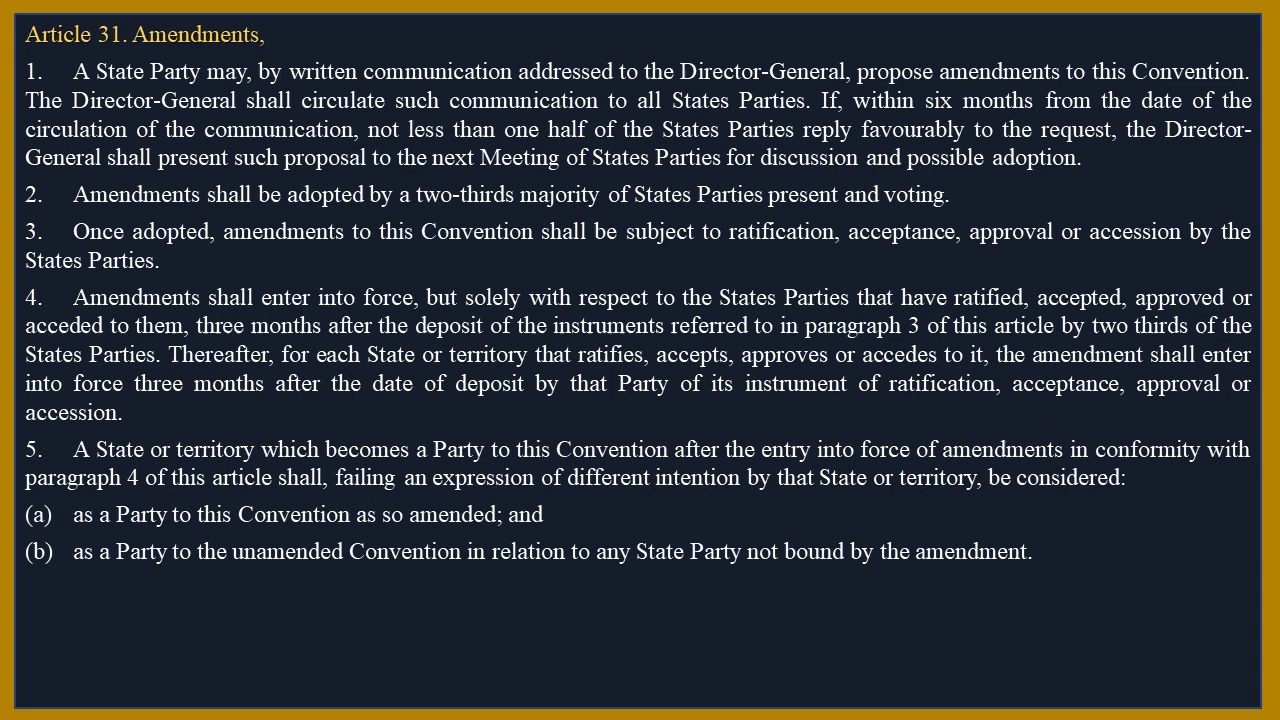 Article 31. Amendments,
1. A State Party may, by written communication addressed to the Director-General, propose amendments to this Convention.
The Director-General shall circulate such communication to all States Parties. If, within six months from the date of the
circulation of the communication, not less than one half of the States Parties reply favourably to the request, the Director-
General shall present such proposal to the next Meeting of States Parties for discussion and possible adoption.
2. Amendments shall be adopted by a two-thirds majority of States Parties present and voting.
3. Once adopted, amendments to this Convention shall be subject to ratification, acceptance, approval or accession by the
States Parties.
4. Amendments shall enter into force, but solely with respect to the States Parties that have ratified, accepted, approved or
acceded to them, three months after the deposit of the instruments referred to in paragraph 3 of this article by two thirds of the
States Parties. Thereafter, for each State or territory that ratifies, accepts, approves or accedes to it, the amendment shall enter
into force three months after the date of deposit by that Party of its instrument of ratification, acceptance, approval or
accession.
5. A State or territory which becomes a Party to this Convention after the entry into force of amendments in conformity with
paragraph 4 of this article shall, failing an expression of different intention by that State or territory, be considered:
(a) as a Party to this Convention as so amended; and
(b) as a Party to the unamended Convention in relation to any State Party not bound by the amendment.